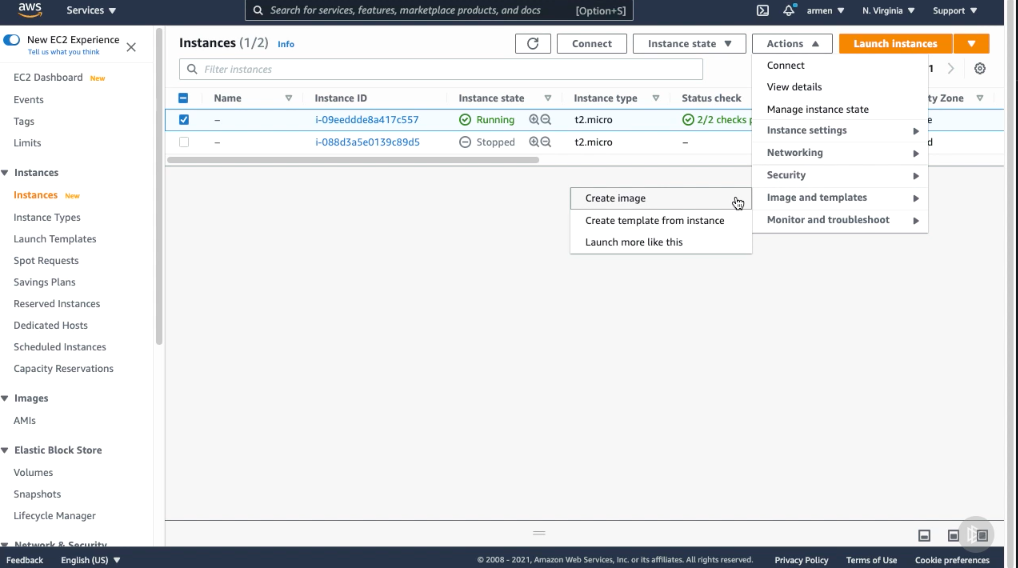 aws
Services
Search for services, features, marketplace products, and docs
[Option+S]
armen
N. Virginia
Support
New EC2 Experience
Tell us what you think
EC2 Dashboard New
Events
Tags
Limits
Instances
Instances New
Instance Types
Launch Templates
Spot Requests
Savings Plans
Reserved Instances
Dedicated Hosts
Scheduled Instances
Capacity Reservations
Images
AMIs
Elastic Block Store
Volumes
Snapshots
Lifecycle Manager
Network & Security
Instances (1/2) Info
Connect
Instance state
Actions
Launch instances
Filter instances
1
Name
Instance ID
Instance state
Instance type
Status check
ty Zone
– i-09eeddde8a417c557 Running t2.micro 2/2 checks p e
– i-088d3a5e0139c89d5 Stopped t2.micro – d
Connect
View details
Manage instance state
Instance settings
Networking
Security
Image and templates
Monitor and troubleshoot
Create image
Create template from instance
Launch more like this
Feedback
English (US)
© 2008 - 2021, Amazon Web Services, Inc. or its affiliates. All rights reserved.
Privacy Policy
Terms of Use
Cookie preferences